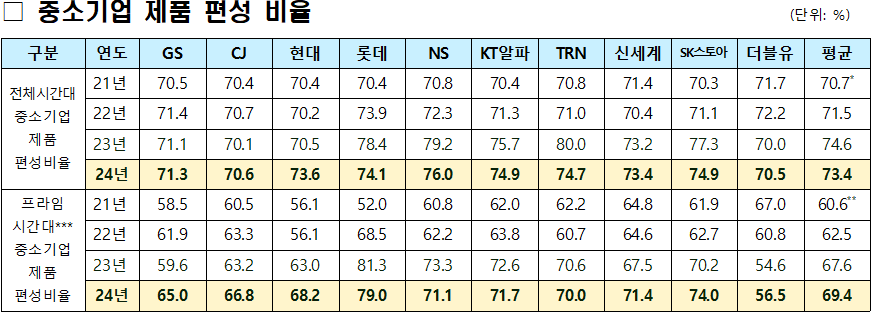 □ 중소기업 제품 편성 비율
(단위: %)
구분 연도 GS CJ 현대 롯데 NS KT알파 TRN 신세계 SK스토아 더블유 평균
전체시간대 중소기업 제품 편성비율
21년 70.5 70.4 70.4 70.4 70.8 70.4 70.8 71.4 70.3 71.7 70.7*
22년 71.4 70.7 70.2 73.9 72.3 71.3 71.0 70.4 71.1 72.2 71.5
23년 71.1 70.1 70.5 78.4 79.2 75.7 80.0 73.2 77.3 70.0 74.6
24년 71.3 70.6 73.6 74.1 76.0 74.9 74.7 73.4 74.9 70.5 73.4
프라임 시간대*** 중소기업 제품 편성비율
21년 58.5 60.5 56.1 52.0 60.8 62.0 62.2 64.8 61.9 67.0 60.6**
22년 61.9 63.3 56.1 68.5 62.2 63.8 60.7 64.6 62.7 60.8 62.5
23년 59.6 63.2 63.0 81.3 73.3 72.6 70.6 67.5 70.2 54.6 67.6
24년 65.0 66.8 68.2 79.0 71.1 71.7 70.0 71.4 74.0 56.5 69.4